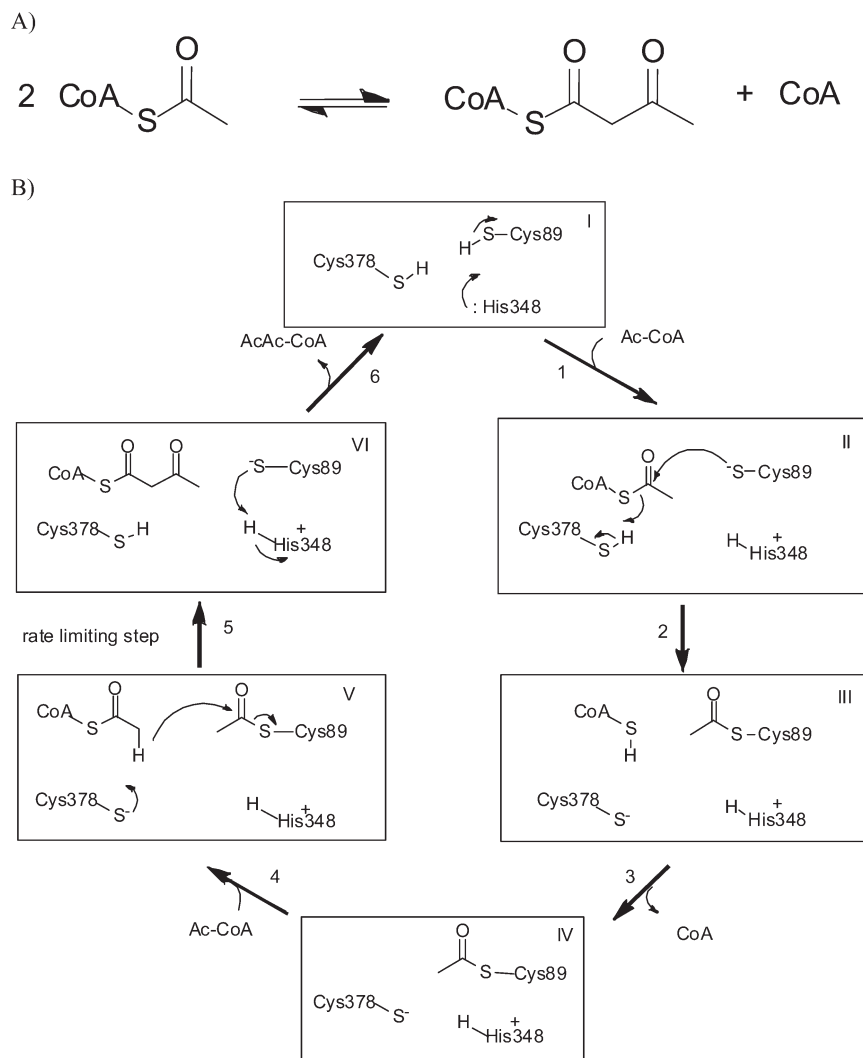 A)
O
2 CoA S
O O
CoA S + CoA
B)
I
H S Cys89
Cys378 S H
: His348
AcAc-CoA
6
1
Ac-CoA
VI
O O
CoA S
-S Cys89
Cys378 S H
H + His348
II
O
CoA S
-S Cys89
Cys378 S H
H + His348
rate limiting step
5
2
V
O O
CoA S
H
S Cys89
Cys378 S-
H + His348
III
CoA S H
O
S Cys89
Cys378 S-
H + His348
4
Ac-CoA
3
CoA
IV
O
S Cys89
Cys378 S-
H + His348